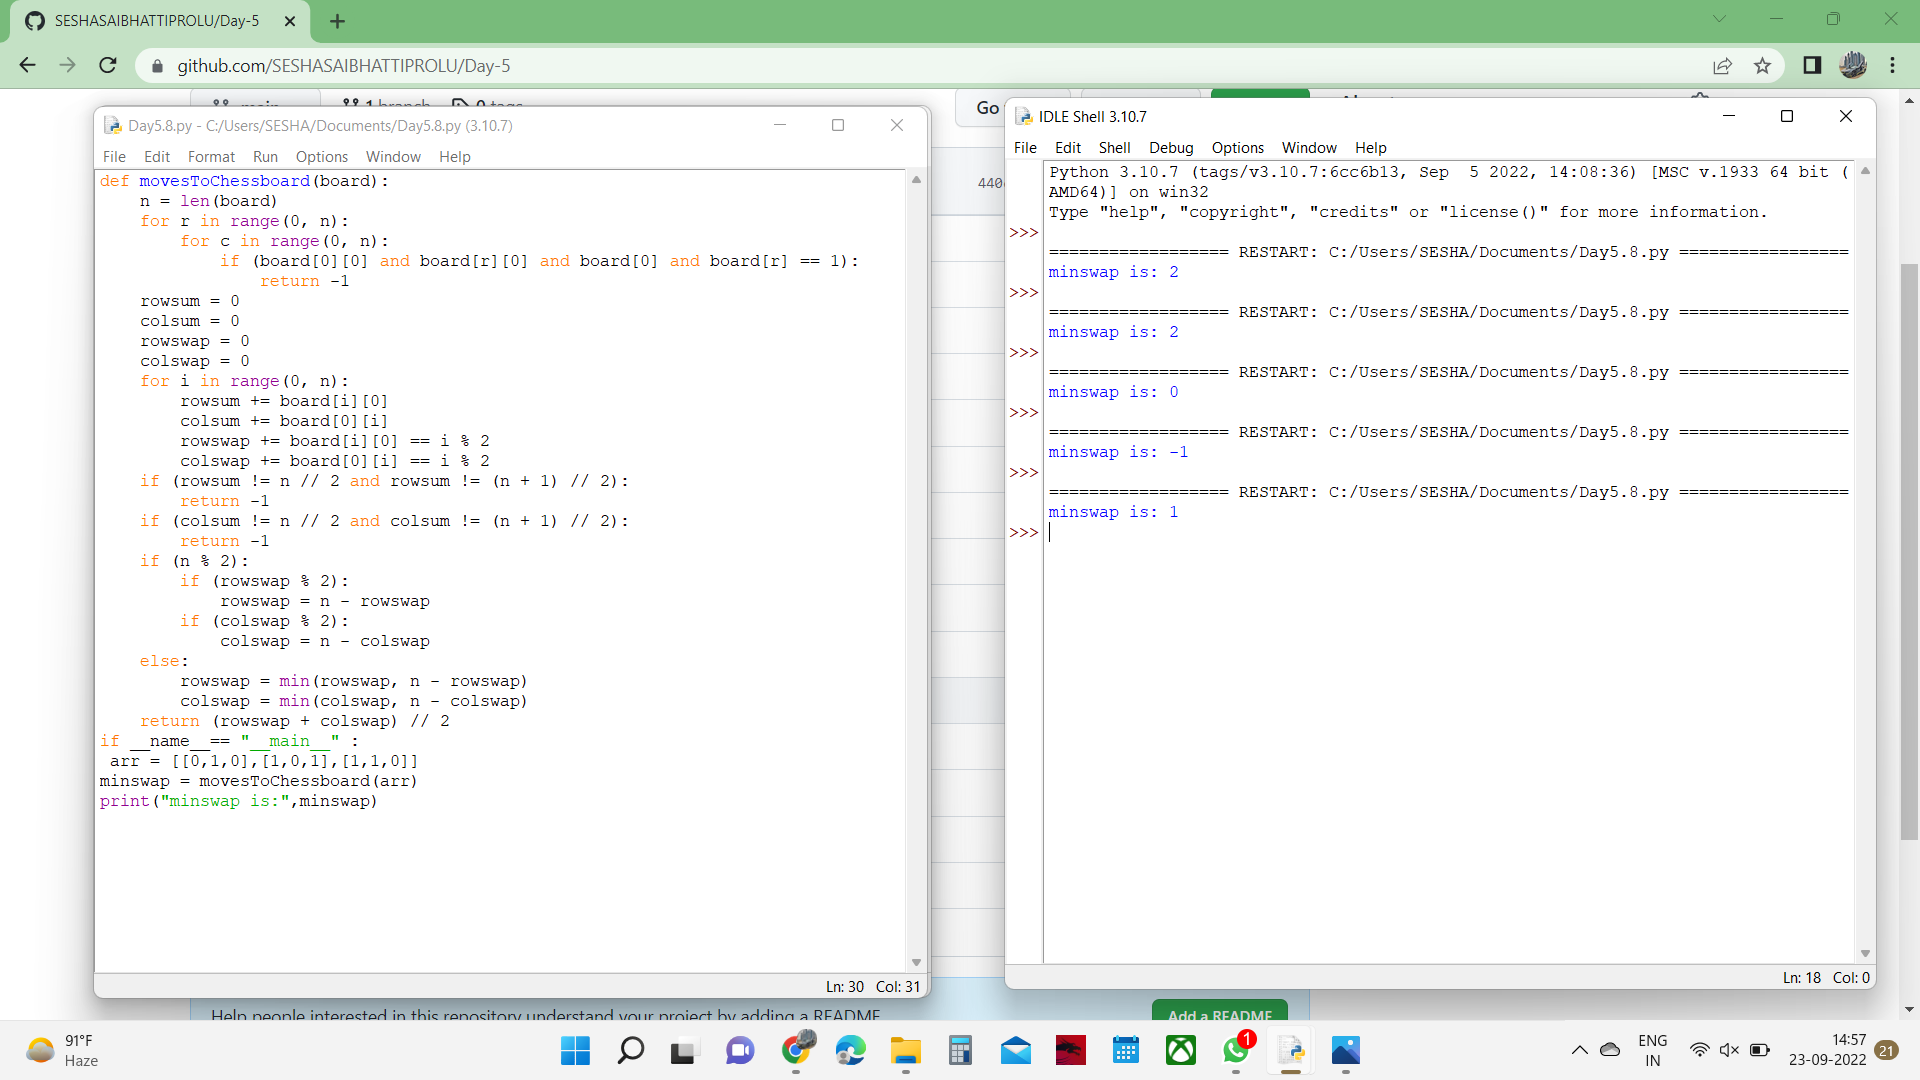 SESHASAIBHATTIPROLU/Day-5
github.com/SESHASAIBHATTIPROLU/Day-5
main
1 branch
0 tags
Go
Day5.8.py - C:/Users/SESHA/Documents/Day5.8.py (3.10.7)
File Edit Format Run Options Window Help
def movesToChessboard(board):
    n = len(board)
    for r in range(0, n):
        for c in range(0, n):
            if (board[0][0] and board[r][0] and board[0] and board[r] == 1):
                return -1
    rowsum = 0
    colsum = 0
    rowswap = 0
    colswap = 0
    for i in range(0, n):
        rowsum += board[i][0]
        colsum += board[0][i]
        rowswap += board[i][0] == i % 2
        colswap += board[0][i] == i % 2
    if (rowsum != n // 2 and rowsum != (n + 1) // 2):
        return -1
    if (colsum != n // 2 and colsum != (n + 1) // 2):
        return -1
    if (n % 2):
        if (rowswap % 2):
            rowswap = n - rowswap
        if (colswap % 2):
            colswap = n - colswap
    else:
        rowswap = min(rowswap, n - rowswap)
        colswap = min(colswap, n - colswap)
    return (rowswap + colswap) // 2
if __name__== "__main__" :
 arr = [[0,1,0],[1,0,1],[1,1,0]]
minswap = movesToChessboard(arr)
print("minswap is:",minswap)
Ln: 30 Col: 31
440
IDLE Shell 3.10.7
File Edit Shell Debug Options Window Help
Python 3.10.7 (tags/v3.10.7:6cc6b13, Sep  5 2022, 14:08:36) [MSC v.1933 64 bit (
AMD64)] on win32
Type "help", "copyright", "credits" or "license()" for more information.
>>>
================== RESTART: C:/Users/SESHA/Documents/Day5.8.py =================
minswap is: 2
>>>
================== RESTART: C:/Users/SESHA/Documents/Day5.8.py =================
minswap is: 2
>>>
================== RESTART: C:/Users/SESHA/Documents/Day5.8.py =================
minswap is: 0
>>>
================== RESTART: C:/Users/SESHA/Documents/Day5.8.py =================
minswap is: -1
>>>
================== RESTART: C:/Users/SESHA/Documents/Day5.8.py =================
minswap is: 1
>>>
Ln: 18 Col: 0
Help people interested in this repository understand your project by adding a README
Add a README
91°F
Haze
1
ENG
IN
14:57
23-09-2022
21